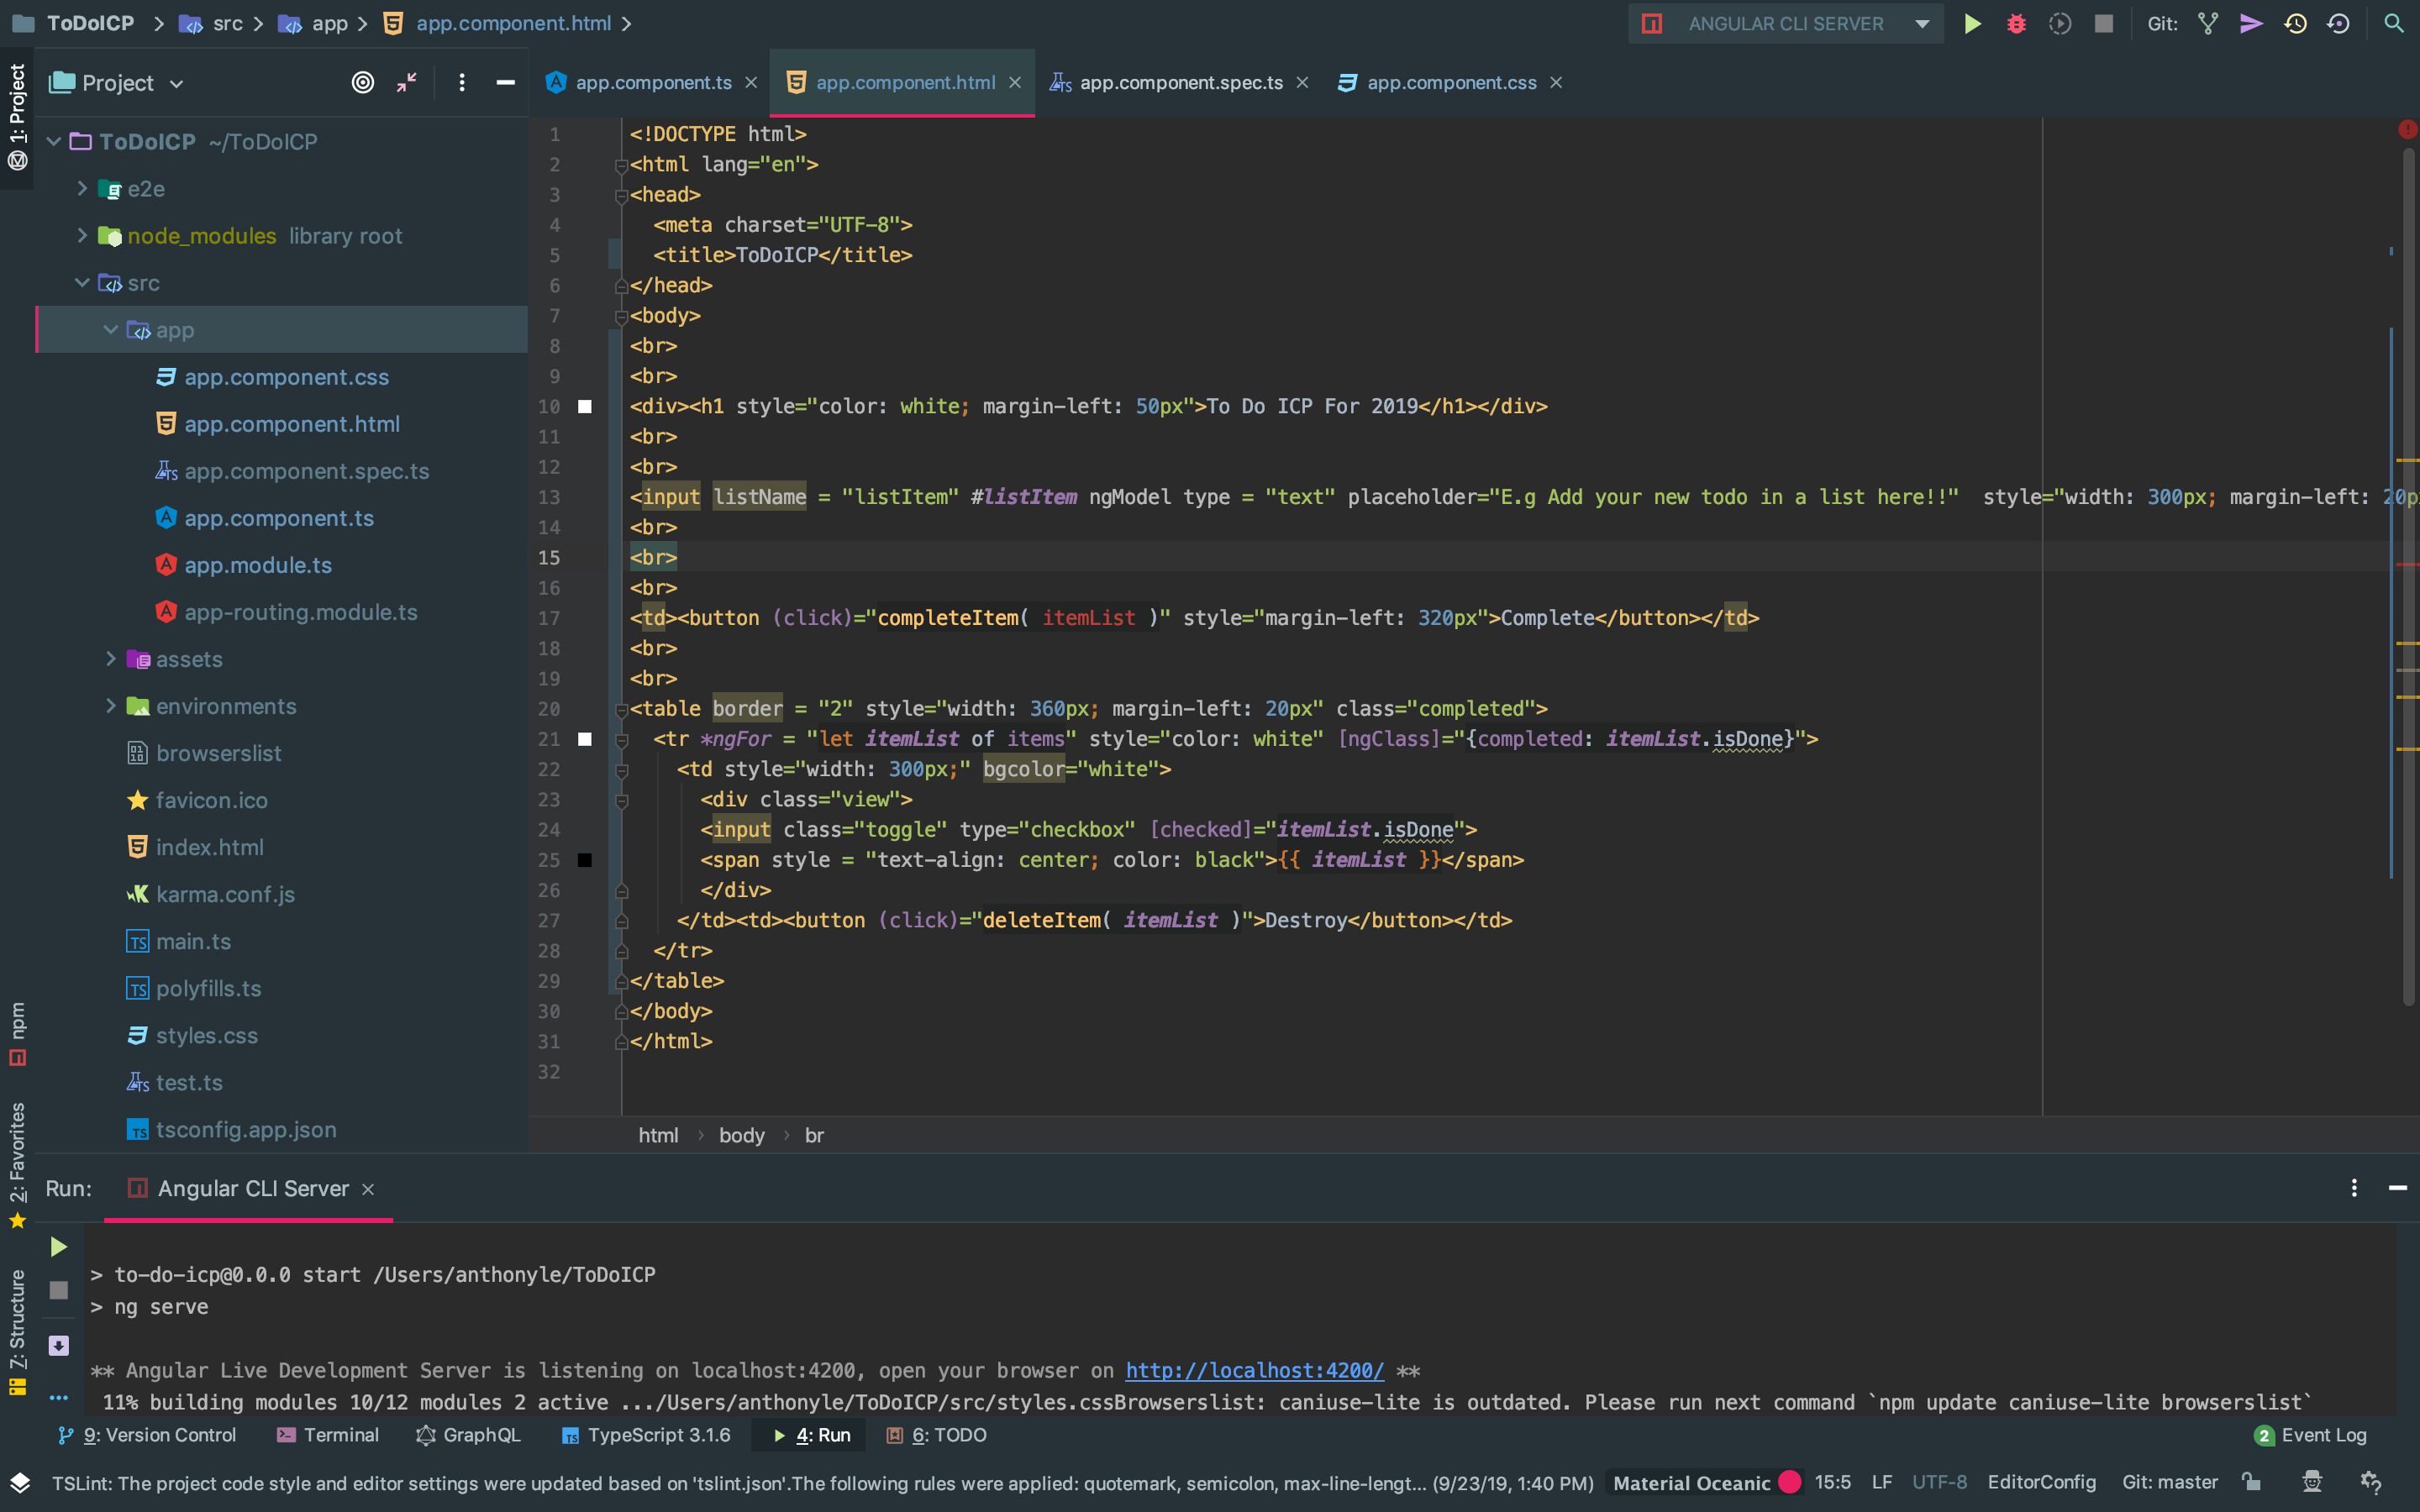 ToDoICP src app app.component.html ANGULAR CLI SERVER Git:
1: Project
Project
app.component.ts app.component.html app.component.spec.ts app.component.css
ToDoICP ~/ToDoICP
e2e
node_modules library root
src
app
app.component.css
app.component.html
app.component.spec.ts
app.component.ts
app.module.ts
app-routing.module.ts
assets
environments
browserslist
favicon.ico
index.html
karma.conf.js
main.ts
polyfills.ts
styles.css
test.ts
tsconfig.app.json
1 <!DOCTYPE html>
2 <html lang="en">
3 <head>
4 <meta charset="UTF-8">
5 <title>ToDoICP</title>
6 </head>
7 <body>
8 <br>
9 <br>
10 <div><h1 style="color: white; margin-left: 50px">To Do ICP For 2019</h1></div>
11 <br>
12 <br>
13 <input listName = "listItem" #listItem ngModel type = "text" placeholder="E.g Add your new todo in a list here!!"  style="width: 300px; margin-left: 20p
14 <br>
15 <br>
16 <br>
17 <td><button (click)="completeItem( itemList )" style="margin-left: 320px">Complete</button></td>
18 <br>
19 <br>
20 <table border = "2" style="width: 360px; margin-left: 20px" class="completed">
21 <tr *ngFor = "let itemList of items" style="color: white" [ngClass]="{completed: itemList.isDone}">
22 <td style="width: 300px;" bgcolor="white">
23 <div class="view">
24 <input class="toggle" type="checkbox" [checked]="itemList.isDone">
25 <span style = "text-align: center; color: black">{{ itemList }}</span>
26 </div>
27 </td><td><button (click)="deleteItem( itemList )">Destroy</button></td>
28 </tr>
29 </table>
30 </body>
31 </html>
32
html body br
npm
2: Favorites
7: Structure
Run: Angular CLI Server
> to-do-icp@0.0.0 start /Users/anthonyle/ToDoICP
> ng serve
** Angular Live Development Server is listening on localhost:4200, open your browser on http://localhost:4200/ **
11% building modules 10/12 modules 2 active .../Users/anthonyle/ToDoICP/src/styles.cssBrowserslist: caniuse-lite is outdated. Please run next command `npm update caniuse-lite browserslist`
9: Version Control Terminal GraphQL TypeScript 3.1.6 4: Run 6: TODO 2 Event Log
TSLint: The project code style and editor settings were updated based on 'tslint.json'.The following rules were applied: quotemark, semicolon, max-line-lengt... (9/23/19, 1:40 PM) Material Oceanic 15:5 LF UTF-8 EditorConfig Git: master